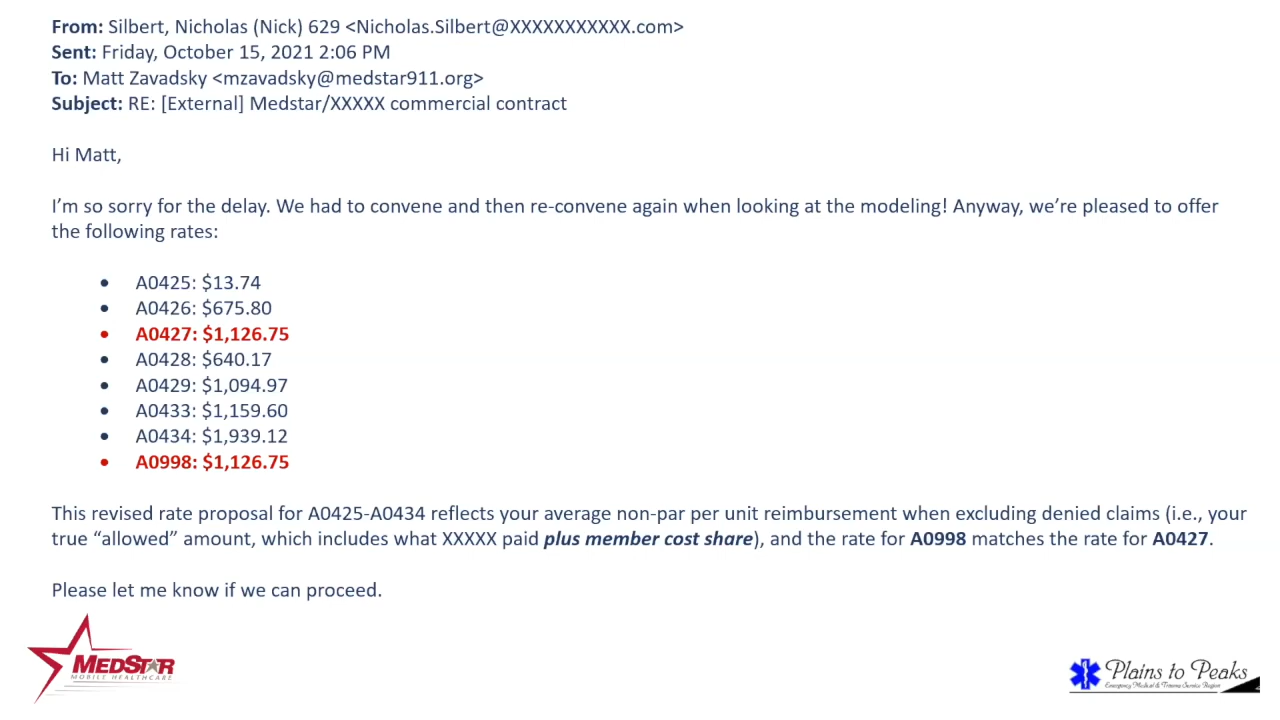 From: Silbert, Nicholas (Nick) 629 <Nicholas.Silbert@XXXXXXXXXXX.com>
Sent: Friday, October 15, 2021 2:06 PM
To: Matt Zavadsky <mzavadsky@medstar911.org>
Subject: RE: [External] Medstar/XXXXX commercial contract
Hi Matt,
I’m so sorry for the delay. We had to convene and then re-convene again when looking at the modeling! Anyway, we’re pleased to offer
the following rates:
• A0425: $13.74
• A0426: $675.80
• A0427: $1,126.75
• A0428: $640.17
• A0429: $1,094.97
• A0433: $1,159.60
• A0434: $1,939.12
• A0998: $1,126.75
This revised rate proposal for A0425-A0434 reflects your average non-par per unit reimbursement when excluding denied claims (i.e., your
true “allowed” amount, which includes what XXXXX paid plus member cost share), and the rate for A0998 matches the rate for A0427.
Please let me know if we can proceed.
MEDSTAR
MOBILE HEALTHCARE
Plains to Peaks
Emergency Medical & Trauma Service Region